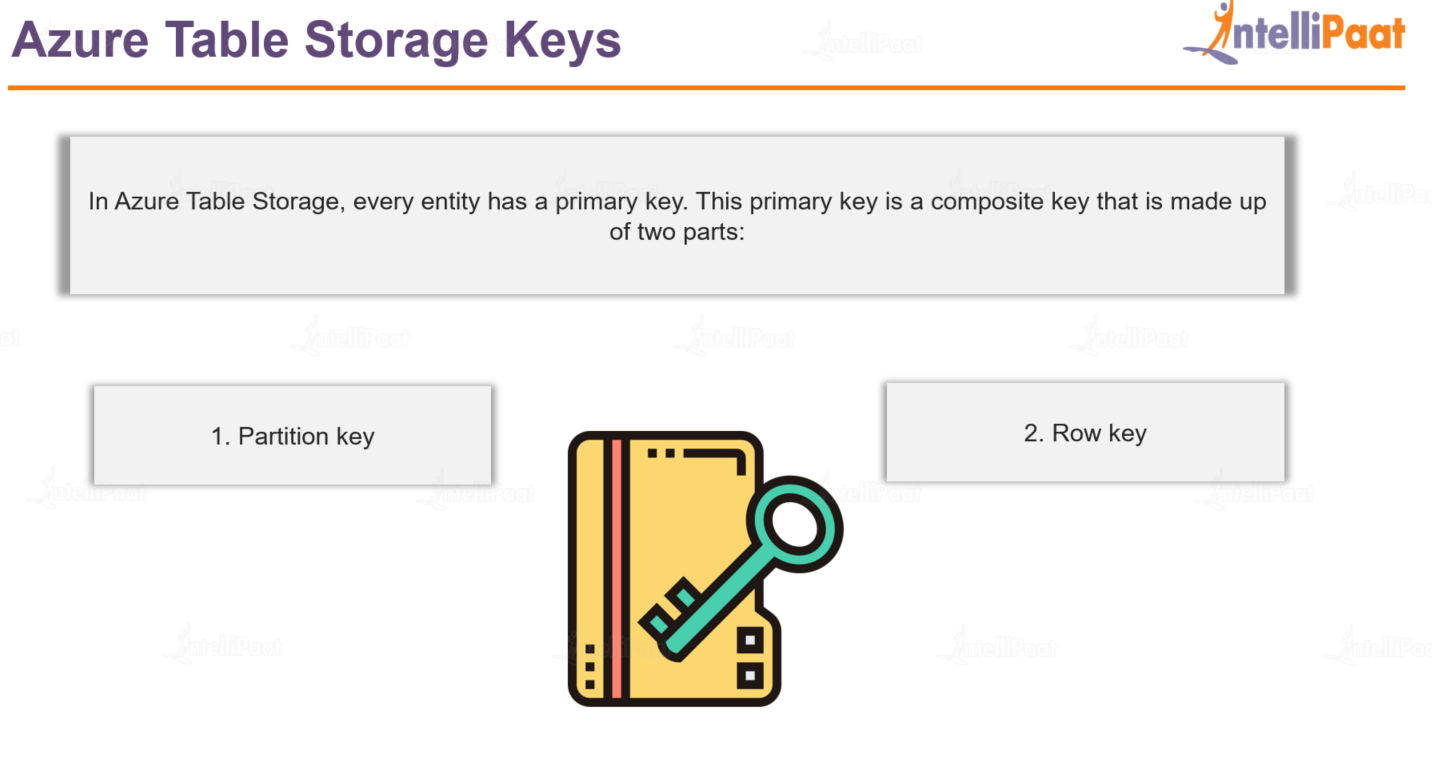 Azure Table Storage Keys
IntelliPaat
In Azure Table Storage, every entity has a primary key. This primary key is a composite key that is made up
of two parts:
1. Partition key
2. Row key